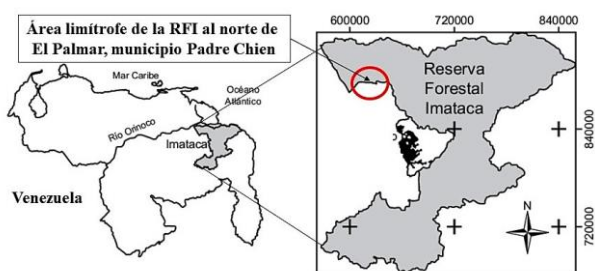 Área limítrofe de la RFI al norte de
El Palmar, municipio Padre Chien
Mar Caribe
Océano
Atlántico
Río Orinoco
Imataca
Venezuela
600000
720000
840000
Reserva
Forestal
Imataca
N
840000
720000